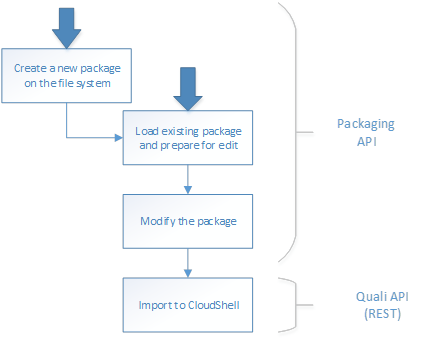 Create a new package
on the file system
Load existing package
and prepare for edit
Packaging
API
Modify the package
Import to CloudShell
Quali API
(REST)